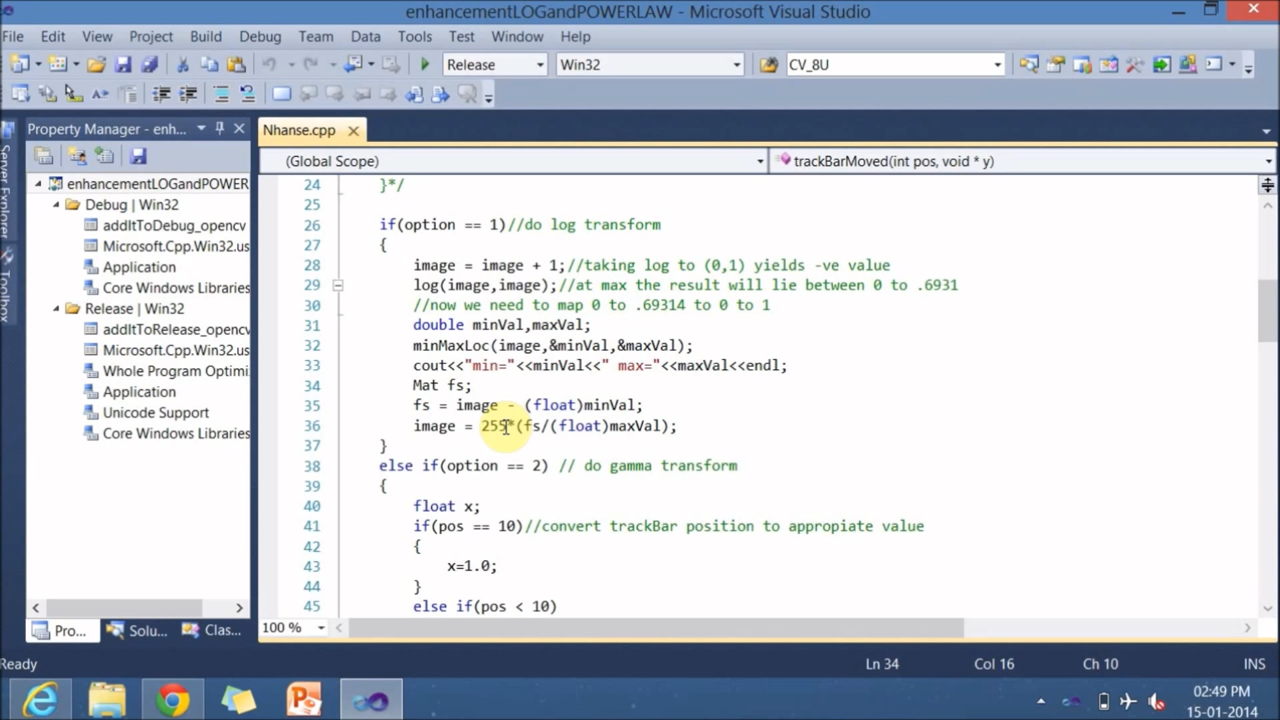 enhancementLOGandPOWERLAW - Microsoft Visual Studio
File Edit View Project Build Debug Team Data Tools Test Window Help
Release Win32 CV_8U
Property Manager - enh...
Nhanse.cpp
(Global Scope)
trackBarMoved(int pos, void * y)
Server Explorer
Toolbox
enhancementLOGandPOWER
Debug | Win32
addItToDebug_opencv
Microsoft.Cpp.Win32.us
Application
Core Windows Libraries
Release | Win32
addItToRelease_opencv
Microsoft.Cpp.Win32.us
Whole Program Optimi
Application
Unicode Support
Core Windows Libraries
Pro... Solu... Clas...
24 }*/
25
26 if(option == 1)//do log transform
27 {
28 image = image + 1;//taking log to (0,1) yields -ve value
29 log(image,image);//at max the result will lie between 0 to .6931
30 //now we need to map 0 to .69314 to 0 to 1
31 double minVal,maxVal;
32 minMaxLoc(image,&minVal,&maxVal);
33 cout<<"min="<<minVal<<" max="<<maxVal<<endl;
34 Mat fs;
35 fs = image - (float)minVal;
36 image = 255*(fs/(float)maxVal);
37 }
38 else if(option == 2) // do gamma transform
39 {
40 float x;
41 if(pos == 10)//convert trackBar position to appropiate value
42 {
43 x=1.0;
44 }
45 else if(pos < 10)
100 %
Ready Ln 34 Col 16 Ch 10 INS
02:49 PM
15-01-2014